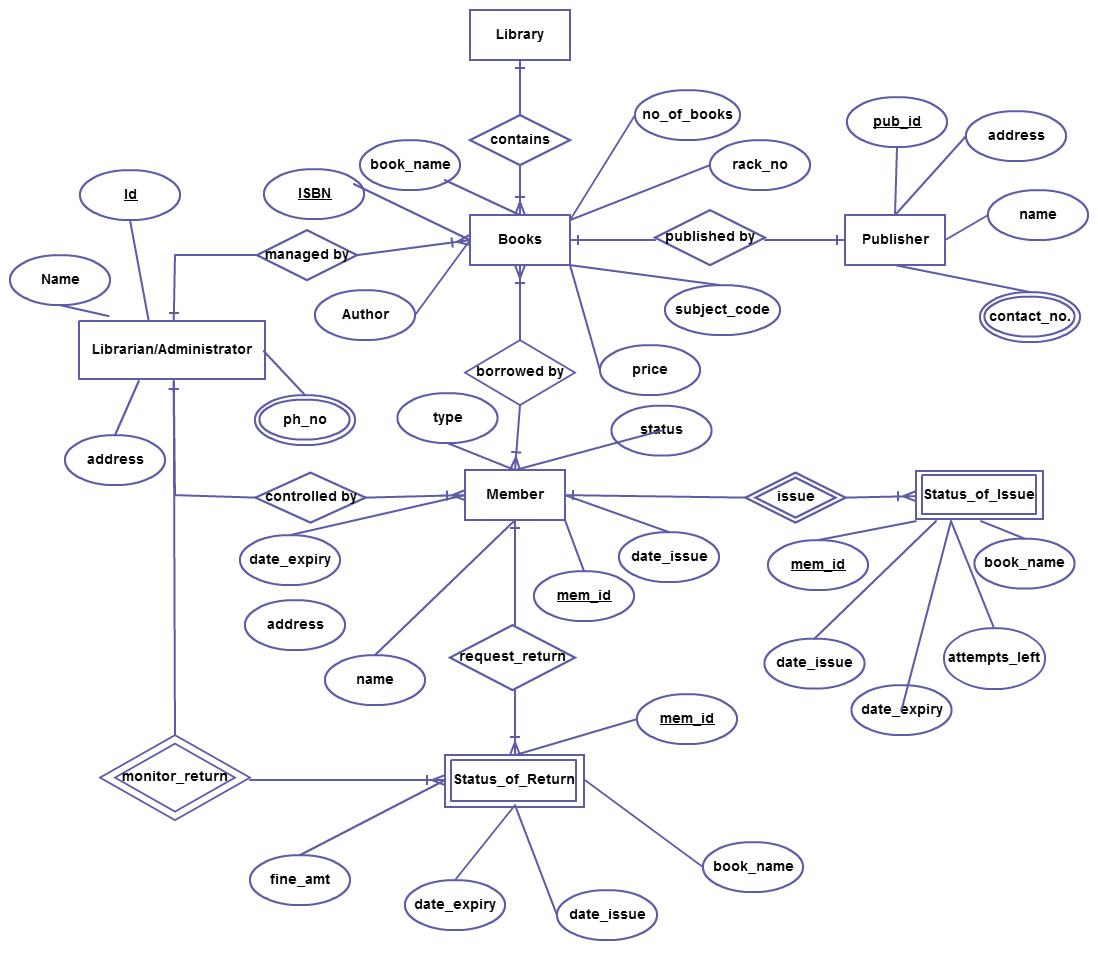 Library
no_of_books
pub_id
address
contains
book_name
rack_no
Id
ISBN
name
Books
published by
Publisher
managed by
Name
Author
subject_code
contact_no.
Librarian/Administrator
borrowed by
price
ph_no
type
status
address
controlled by
Member
issue
Status_of_Issue
date_expiry
date_issue
mem_id
book_name
mem_id
address
request_return
date_issue
attempts_left
name
date_expiry
mem_id
monitor_return
Status_of_Return
book_name
fine_amt
date_expiry
date_issue